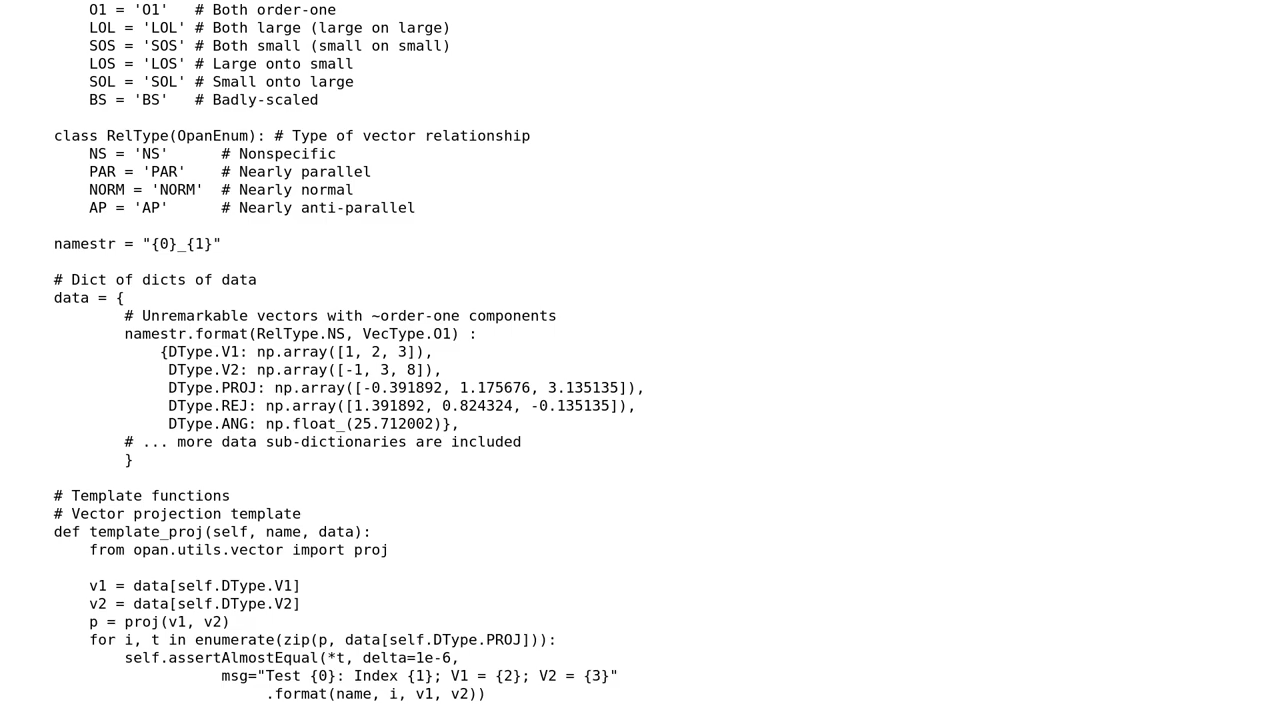 O1 = 'O1'   # Both order-one
    LOL = 'LOL' # Both large (large on large)
    SOS = 'SOS' # Both small (small on small)
    LOS = 'LOS' # Large onto small
    SOL = 'SOL' # Small onto large
    BS = 'BS'   # Badly-scaled

class RelType(OpanEnum): # Type of vector relationship
    NS = 'NS'      # Nonspecific
    PAR = 'PAR'    # Nearly parallel
    NORM = 'NORM'  # Nearly normal
    AP = 'AP'      # Nearly anti-parallel

namestr = "{0}_{1}"

# Dict of dicts of data
data = {
        # Unremarkable vectors with ~order-one components
        namestr.format(RelType.NS, VecType.O1) :
            {DType.V1: np.array([1, 2, 3]),
             DType.V2: np.array([-1, 3, 8]),
             DType.PROJ: np.array([-0.391892, 1.175676, 3.135135]),
             DType.REJ: np.array([1.391892, 0.824324, -0.135135]),
             DType.ANG: np.float_(25.712002)},
        # ... more data sub-dictionaries are included
        }

# Template functions
# Vector projection template
def template_proj(self, name, data):
    from opan.utils.vector import proj

    v1 = data[self.DType.V1]
    v2 = data[self.DType.V2]
    p = proj(v1, v2)
    for i, t in enumerate(zip(p, data[self.DType.PROJ])):
        self.assertAlmostEqual(*t, delta=1e-6,
                   msg="Test {0}: Index {1}; V1 = {2}; V2 = {3}"
                        .format(name, i, v1, v2))